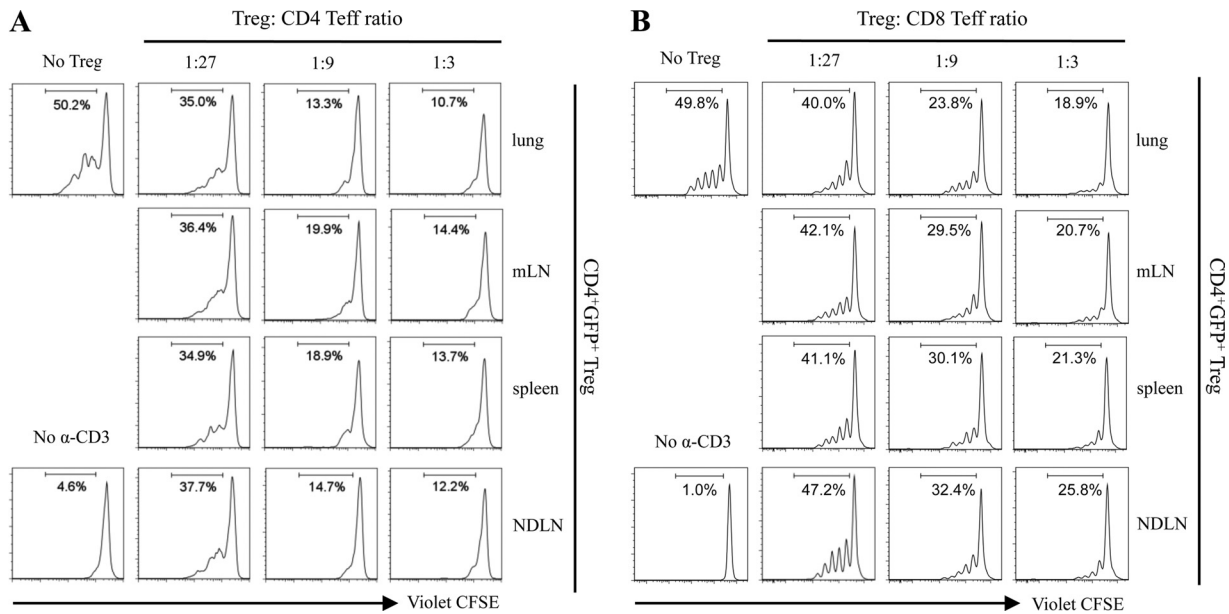 A
Treg: CD4 Teff ratio
No Treg
1:27
1:9
1:3
50.2%
35.0%
13.3%
10.7%
lung
36.4%
19.9%
14.4%
mLN
34.9%
18.9%
13.7%
spleen
No α-CD3
4.6%
37.7%
14.7%
12.2%
NDLN
CD4⁺GFP⁺ Treg
Violet CFSE
B
Treg: CD8 Teff ratio
No Treg
1:27
1:9
1:3
49.8%
40.0%
23.8%
18.9%
lung
42.1%
29.5%
20.7%
mLN
41.1%
30.1%
21.3%
spleen
No α-CD3
1.0%
47.2%
32.4%
25.8%
NDLN
CD4⁺GFP⁺ Treg
Violet CFSE